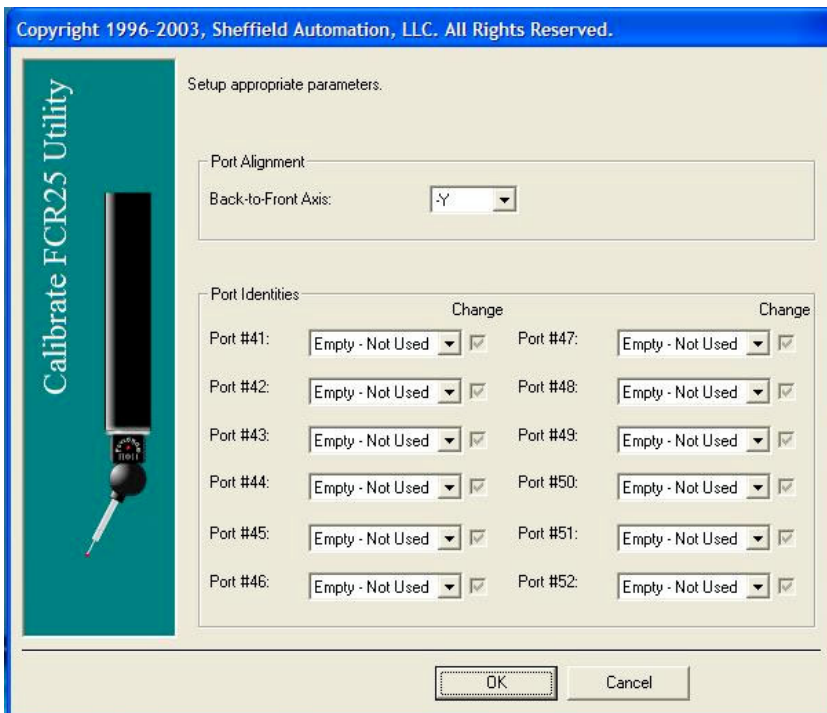 Copyright 1996-2003, Sheffield Automation, LLC. All Rights Reserved.
Calibrate FCR25 Utility
Setup appropriate parameters.
Port Alignment
Back-to-Front Axis: -Y
Port Identities
Change Change
Port #41: Empty - Not Used Port #47: Empty - Not Used
Port #42: Empty - Not Used Port #48: Empty - Not Used
Port #43: Empty - Not Used Port #49: Empty - Not Used
Port #44: Empty - Not Used Port #50: Empty - Not Used
Port #45: Empty - Not Used Port #51: Empty - Not Used
Port #46: Empty - Not Used Port #52: Empty - Not Used
OK Cancel